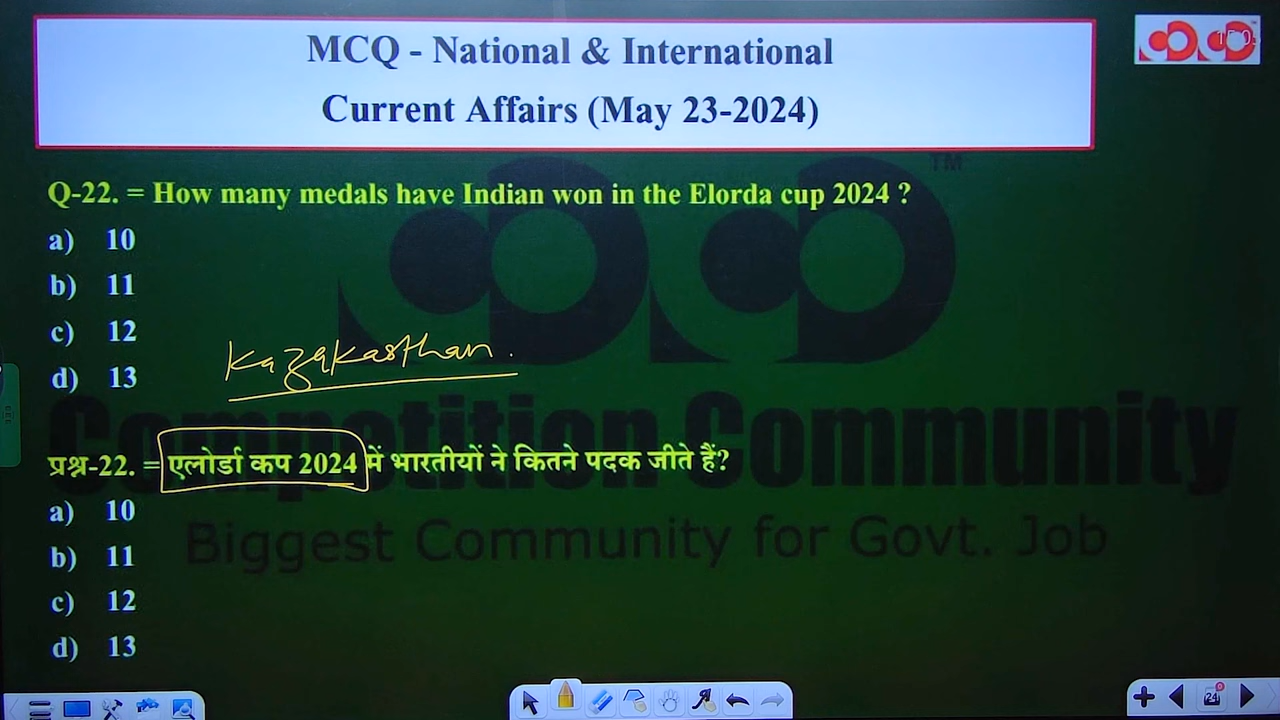 MCQ - National & International
Current Affairs (May 23-2024)
TM
Q-22. = How many medals have Indian won in the Elorda cup 2024 ?
a) 10
b) 11
c) 12
d) 13
Kazakasthan.
Competition Community
प्रश्न-22. = एलोर्डा कप 2024 में भारतीयों ने कितने पदक जीते हैं?
Biggest Community for Govt. Job
a) 10
b) 11
c) 12
d) 13
24